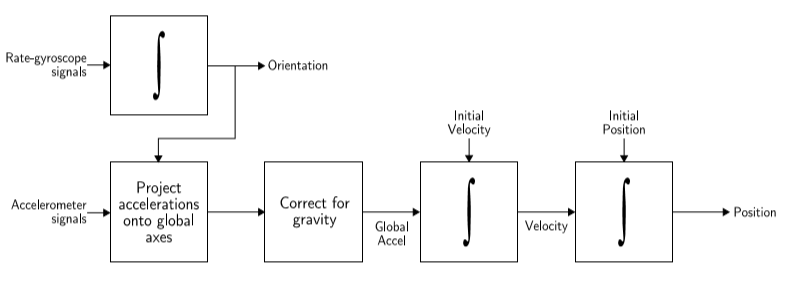 Rate-gyroscope
signals
∫
Orientation
Initial
Velocity
Initial
Position
Accelerometer
signals
Project
accelerations
onto global
axes
Correct for
gravity
Global
Accel
∫
Velocity
∫
Position